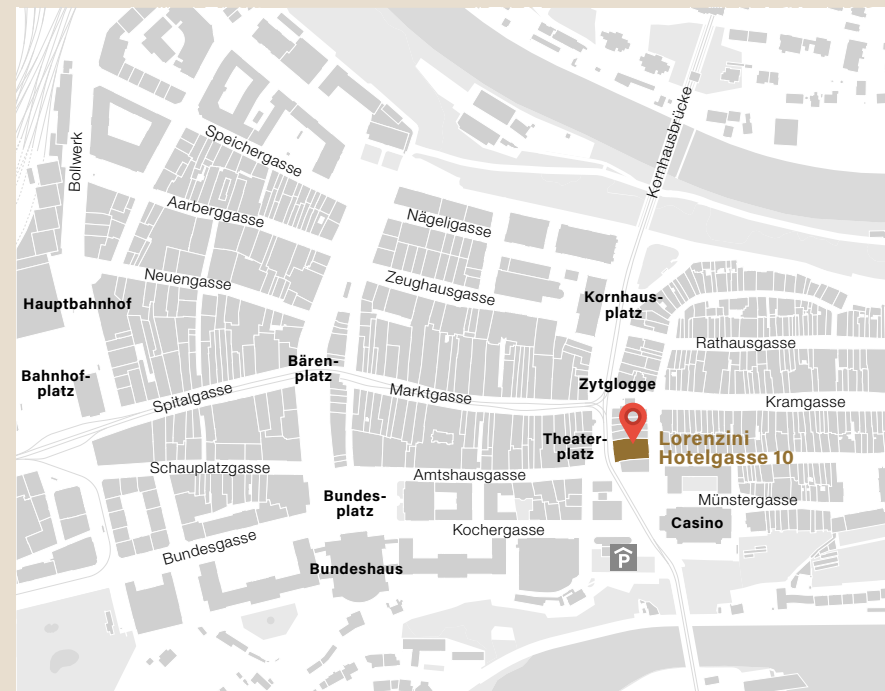 Kornhausbrücke
Bollwerk
Speichergasse
Aarberggasse
Nägeligasse
Neuengasse
Zeughausgasse
Hauptbahnhof
Kornhaus-
platz
Rathausgasse
Bahnhof-
platz
Bären-
platz
Zytglogge
Spitalgasse
Marktgasse
Kramgasse
Theater-
platz
Lorenzini
Hotelgasse 10
Schauplatzgasse
Amtshausgasse
Bundes-
platz
Münstergasse
Casino
Kochergasse
Bundesgasse
Bundeshaus
P